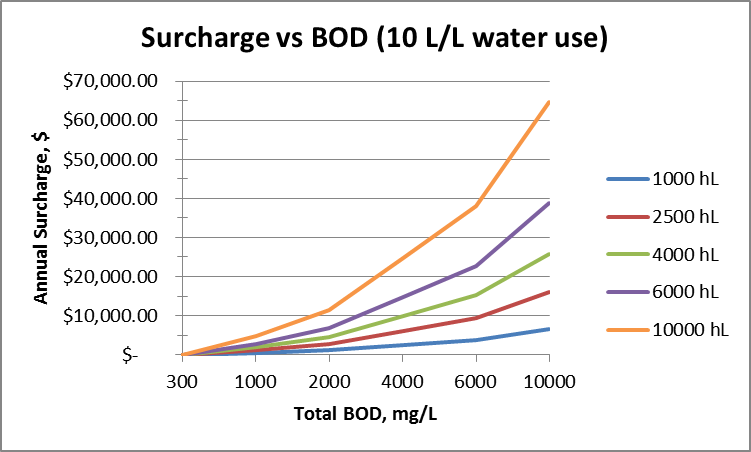 Surcharge vs BOD (10 L/L water use)
Annual Surcharge, $
$70,000.00
$60,000.00
$50,000.00
$40,000.00
$30,000.00
$20,000.00
$10,000.00
$-
300 1000 2000 4000 6000 10000
Total BOD, mg/L
1000 hL
2500 hL
4000 hL
6000 hL
10000 hL